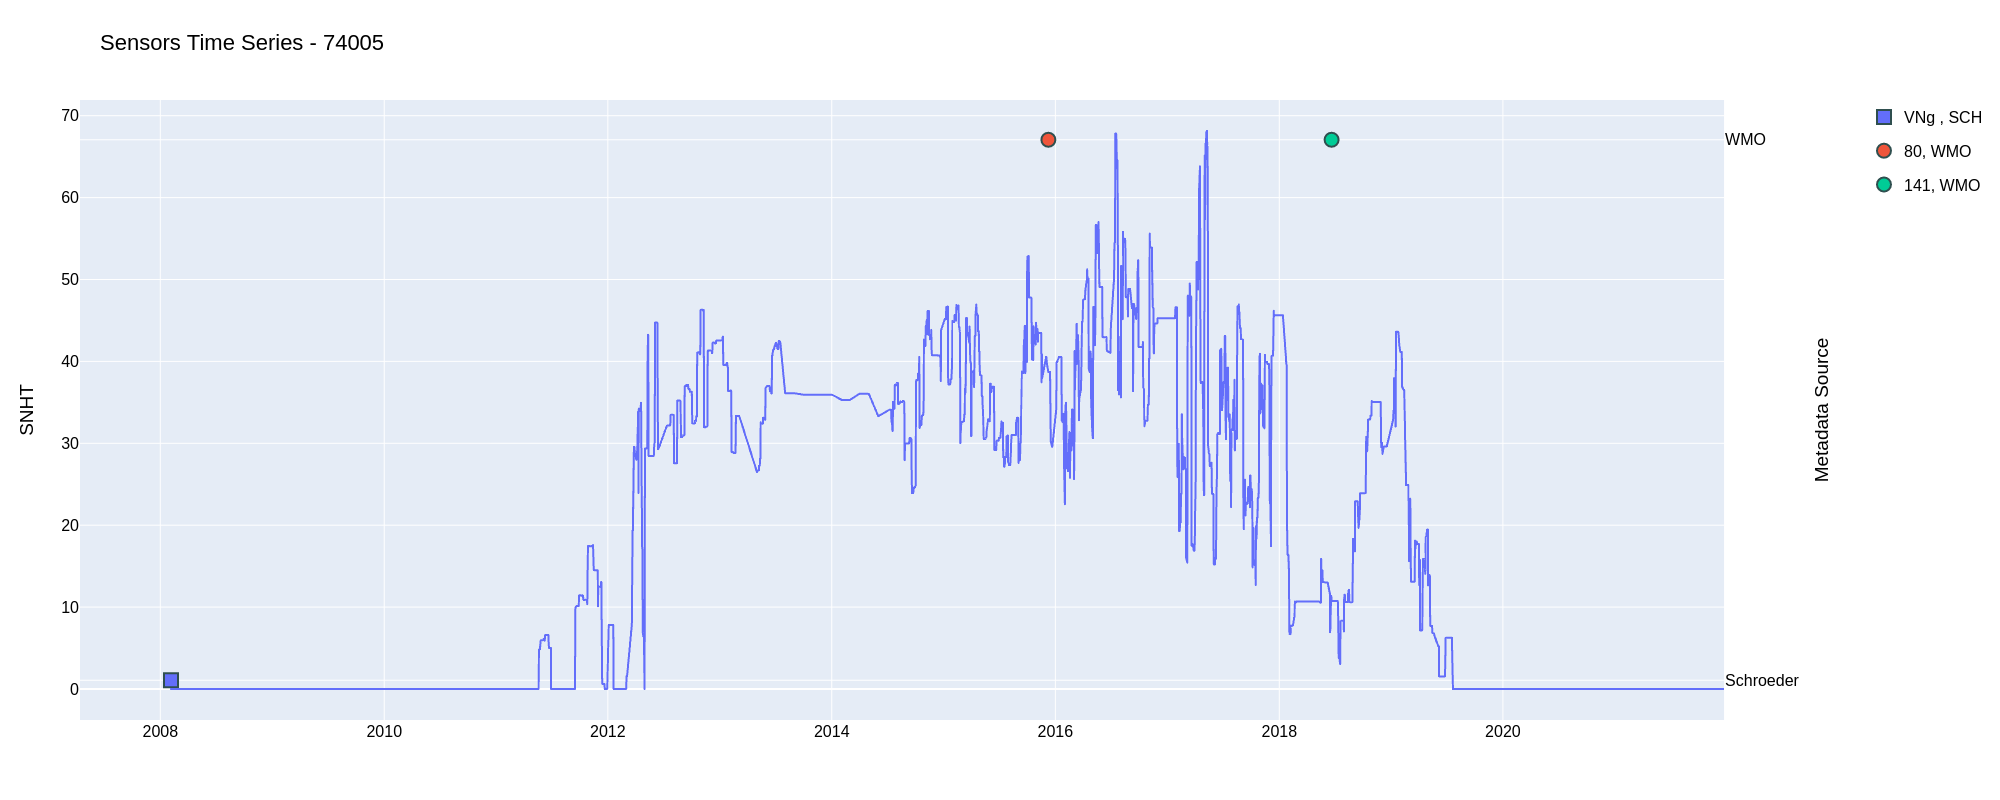 Sensors Time Series - 74005
70
60
50
40
30
20
10
0
SNHT
2008
2010
2012
2014
2016
2018
2020
WMO
Schroeder
Metadata Source
VNg , SCH
80, WMO
141, WMO